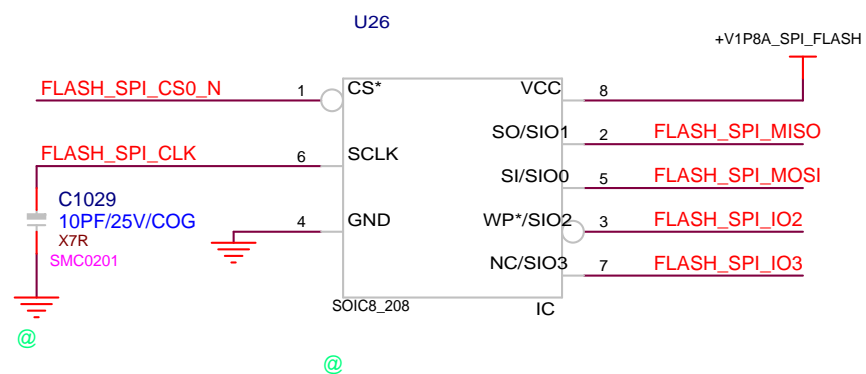 U26
+V1P8A_SPI_FLASH
FLASH_SPI_CS0_N 1 CS* VCC 8
SO/SIO1 2 FLASH_SPI_MISO
FLASH_SPI_CLK 6 SCLK
SI/SIO0 5 FLASH_SPI_MOSI
C1029
10PF/25V/COG
X7R
SMC0201
4 GND WP*/SIO2 3 FLASH_SPI_IO2
NC/SIO3 7 FLASH_SPI_IO3
SOIC8_208 IC
@
@